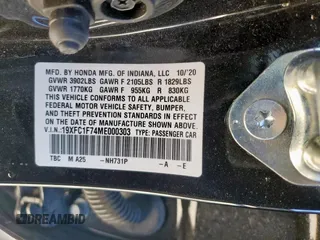 MFD. BY HONDA MFG. OF INDIANA, LLC 10/20
GVWR 3902LBS GAWR F 2105LBS R 1829LBS
GVWR 1770KG GAWR F 955KG R 830KG
THIS VEHICLE CONFORMS TO ALL APPLICABLE
FEDERAL MOTOR VEHICLE SAFETY, BUMPER,
AND THEFT PREVENTION STANDARDS IN EFFECT
ON THE DATE OF MANUFACTURE SHOWN ABOVE.
V.I.N.:19XFC1F74ME000303 TYPE: PASSENGER CAR
TBC M A25 -NH731P -A -E
DREAMBID